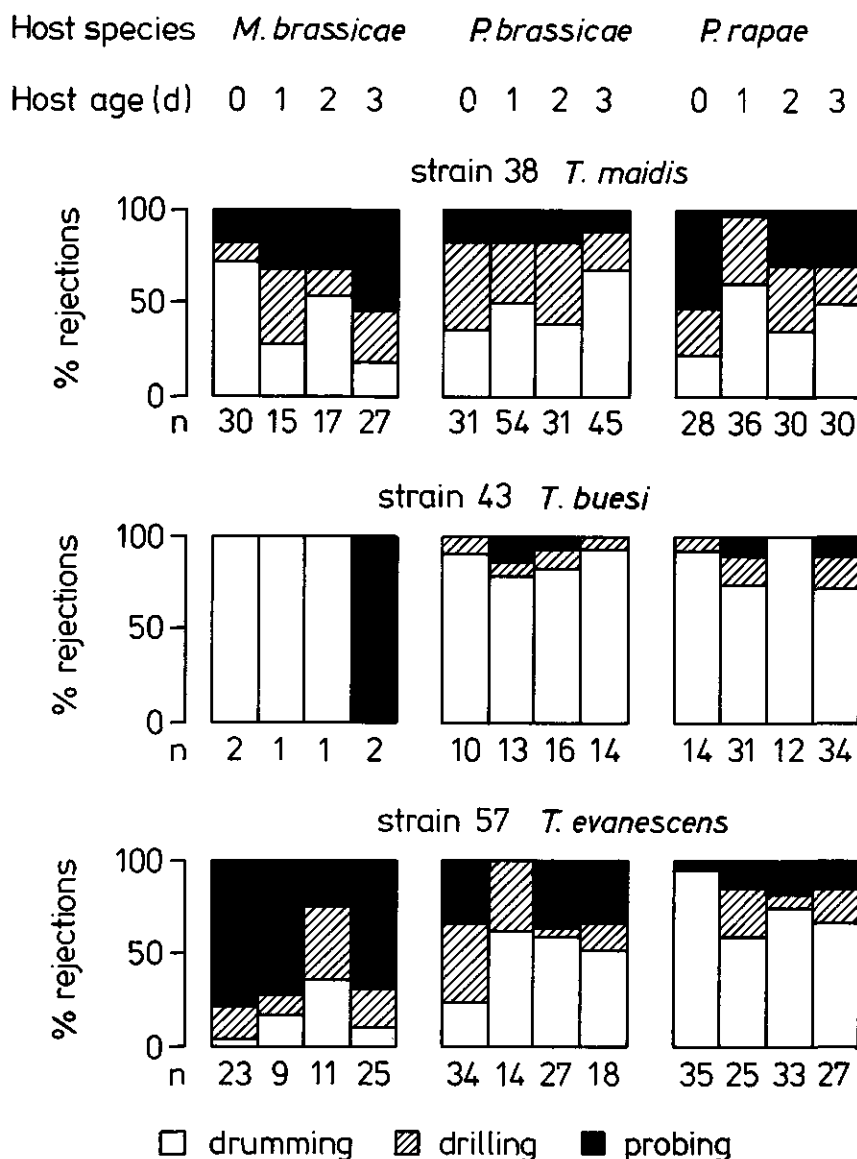 Host species M. brassicae P. brassicae P. rapae
Host age (d) 0 1 2 3 0 1 2 3 0 1 2 3
strain 38 T. maidis
% rejections
100
50
0
n 30 15 17 27 31 54 31 45 28 36 30 30
strain 43 T. buesi
% rejections
100
50
0
n 2 1 1 2 10 13 16 14 14 31 12 34
strain 57 T. evanescens
% rejections
100
50
0
n 23 9 11 25 34 14 27 18 35 25 33 27
drumming drilling probing